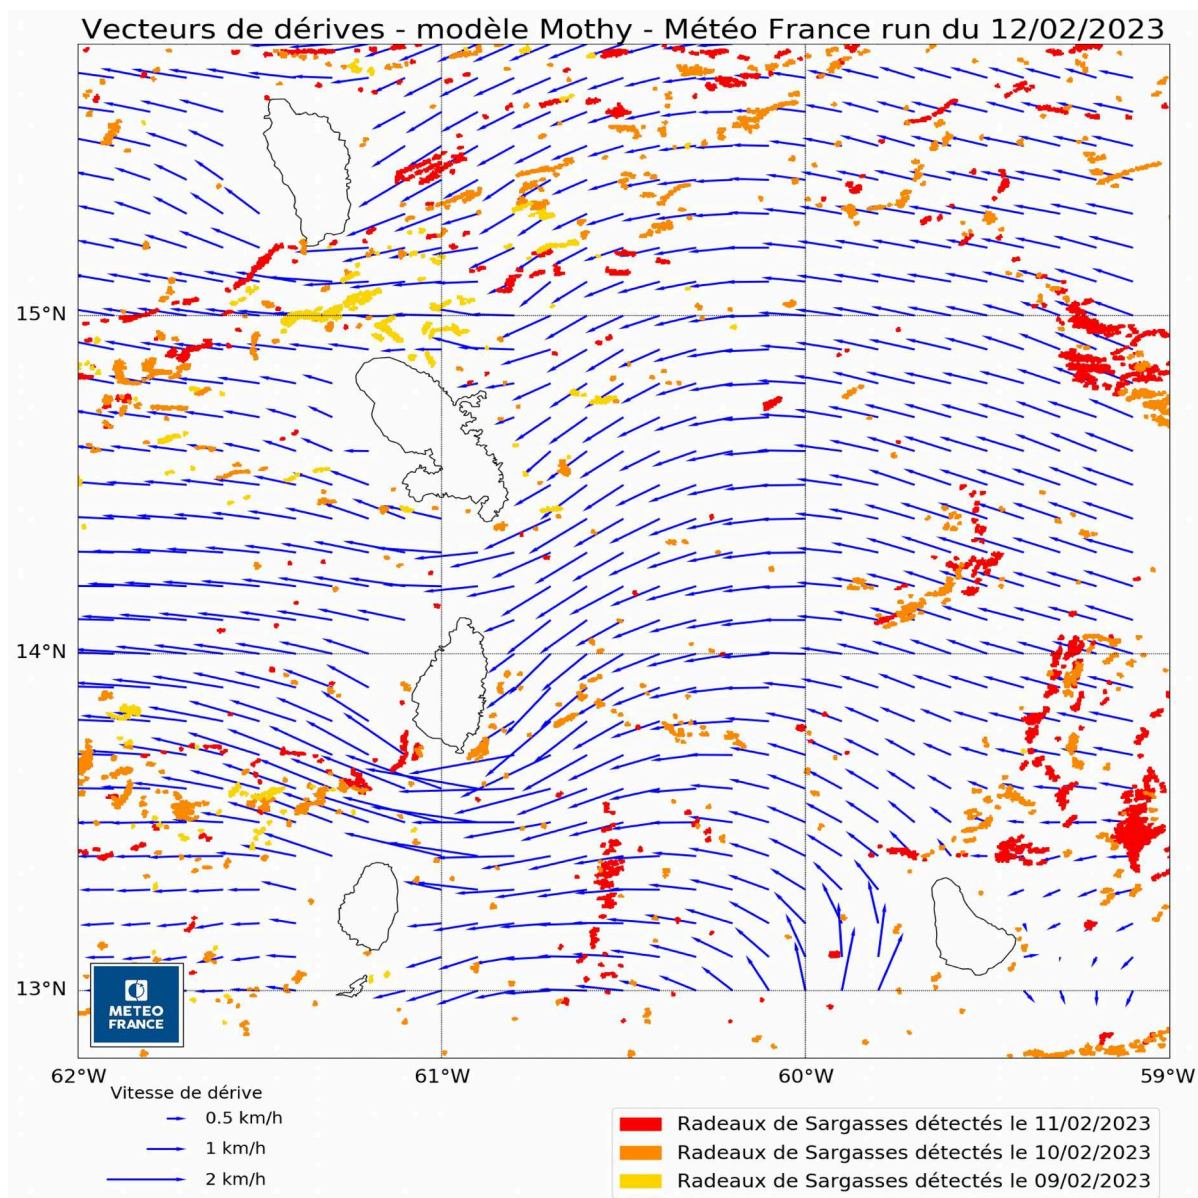 Vecteurs de dérives - modèle Mothy - Météo France run du 12/02/2023
15°N
14°N
13°N
METEO
FRANCE
62°W
61°W
60°W
59°W
Vitesse de dérive
0.5 km/h
1 km/h
2 km/h
Radeaux de Sargasses détectés le 11/02/2023
Radeaux de Sargasses détectés le 10/02/2023
Radeaux de Sargasses détectés le 09/02/2023